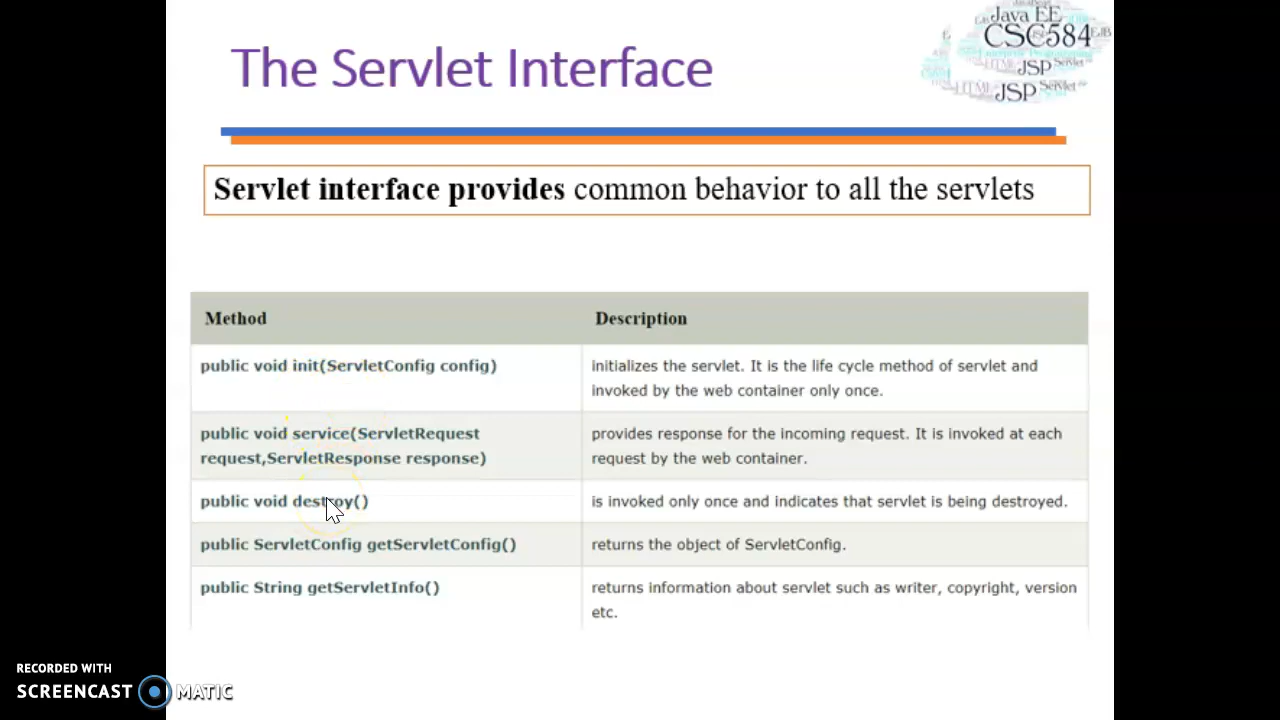 The Servlet Interface
Java EE
CSC584
EJB
JSP
Servlet
HTML
JSP
Servlet
Servlet interface provides common behavior to all the servlets
Method Description
public void init(ServletConfig config) initializes the servlet. It is the life cycle method of servlet and
invoked by the web container only once.
public void service(ServletRequest provides response for the incoming request. It is invoked at each
request,ServletResponse response) request by the web container.
public void destroy() is invoked only once and indicates that servlet is being destroyed.
public ServletConfig getServletConfig() returns the object of ServletConfig.
public String getServletInfo() returns information about servlet such as writer, copyright, version
etc.
RECORDED WITH
SCREENCAST MATIC